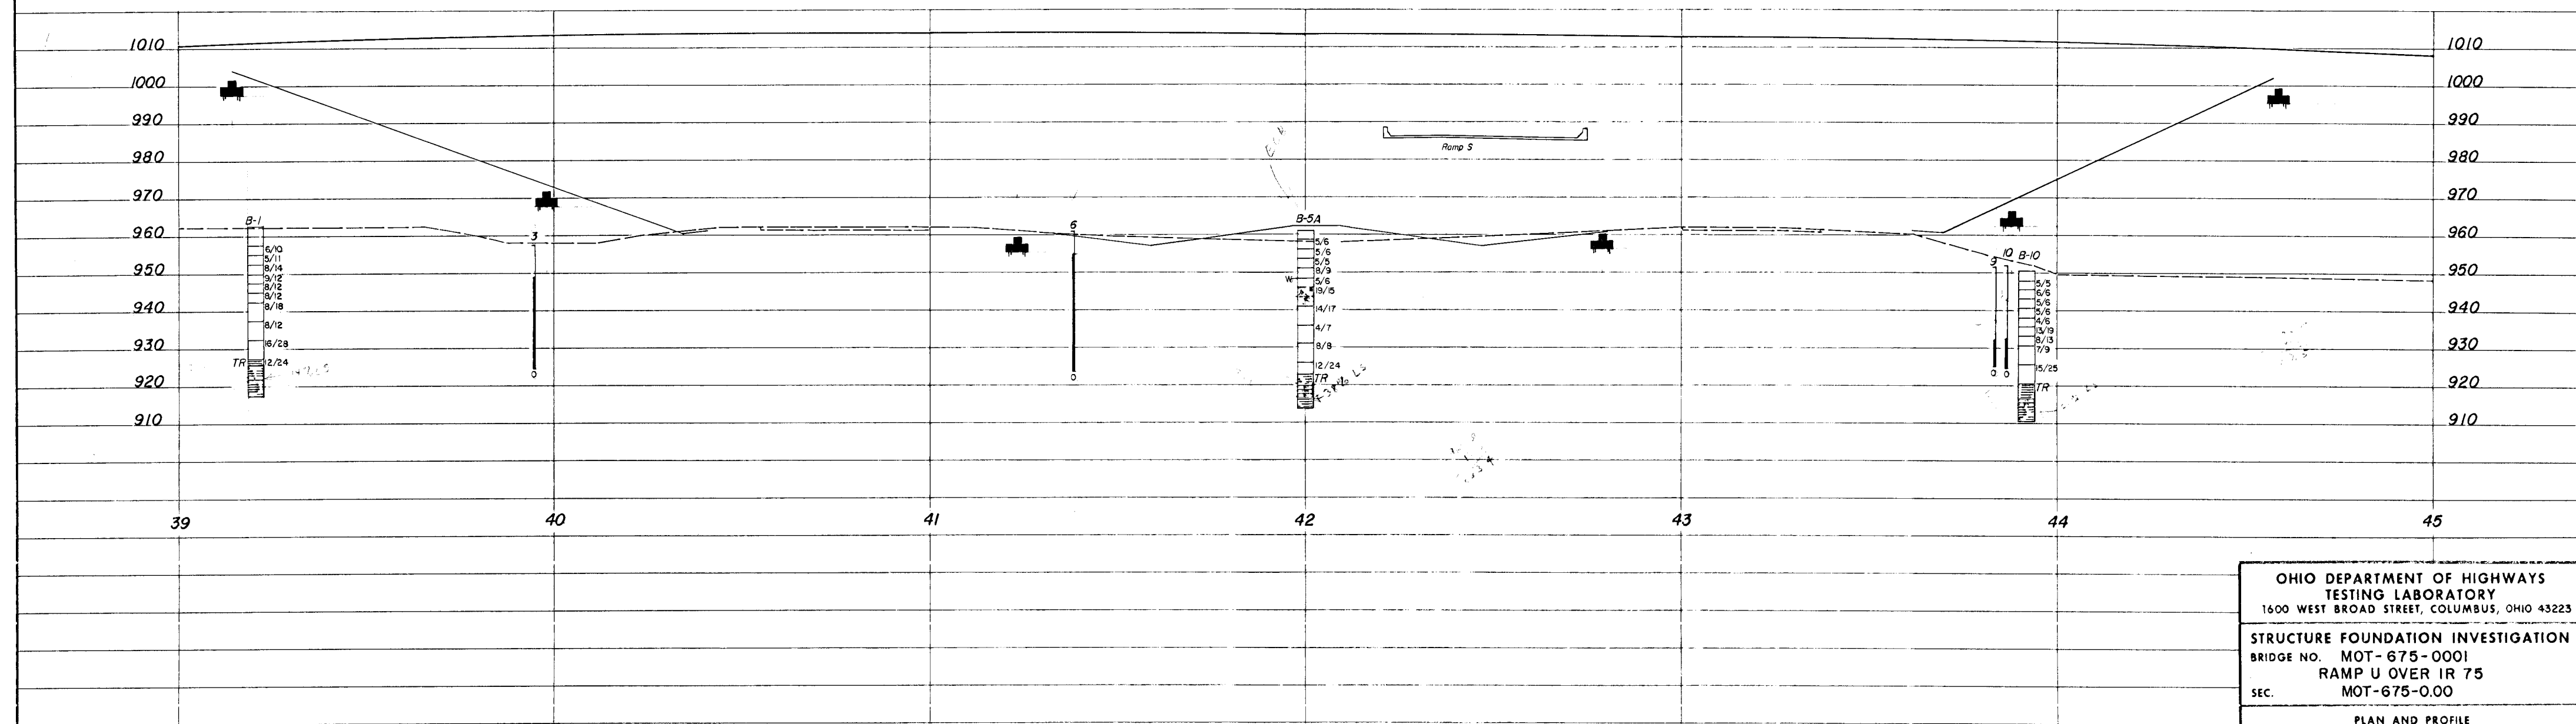 1010 1010
1000 1000
990 990
980 980
Ramp S
970 970
B-1 3 6 B-5A 9 10 B-10
960 960
950 950
940 940
930 930
920 920
910 910
6/10
5/11
8/14
9/12
8/12
8/12
8/18
8/12
16/28
TR 12/24
0
0
5/6
5/6
5/5
8/9
W 5/6
19/15
14/17
4/7
8/8
12/24
TR
0 0
5/5
6/6
5/6
5/6
4/6
13/19
8/13
7/9
15/25
TR
39 40 41 42 43 44 45
OHIO DEPARTMENT OF HIGHWAYS
TESTING LABORATORY
1600 WEST BROAD STREET, COLUMBUS, OHIO 43223
STRUCTURE FOUNDATION INVESTIGATION
BRIDGE NO. MOT-675-0001
RAMP U OVER IR 75
SEC. MOT-675-0.00
PLAN AND PROFILE